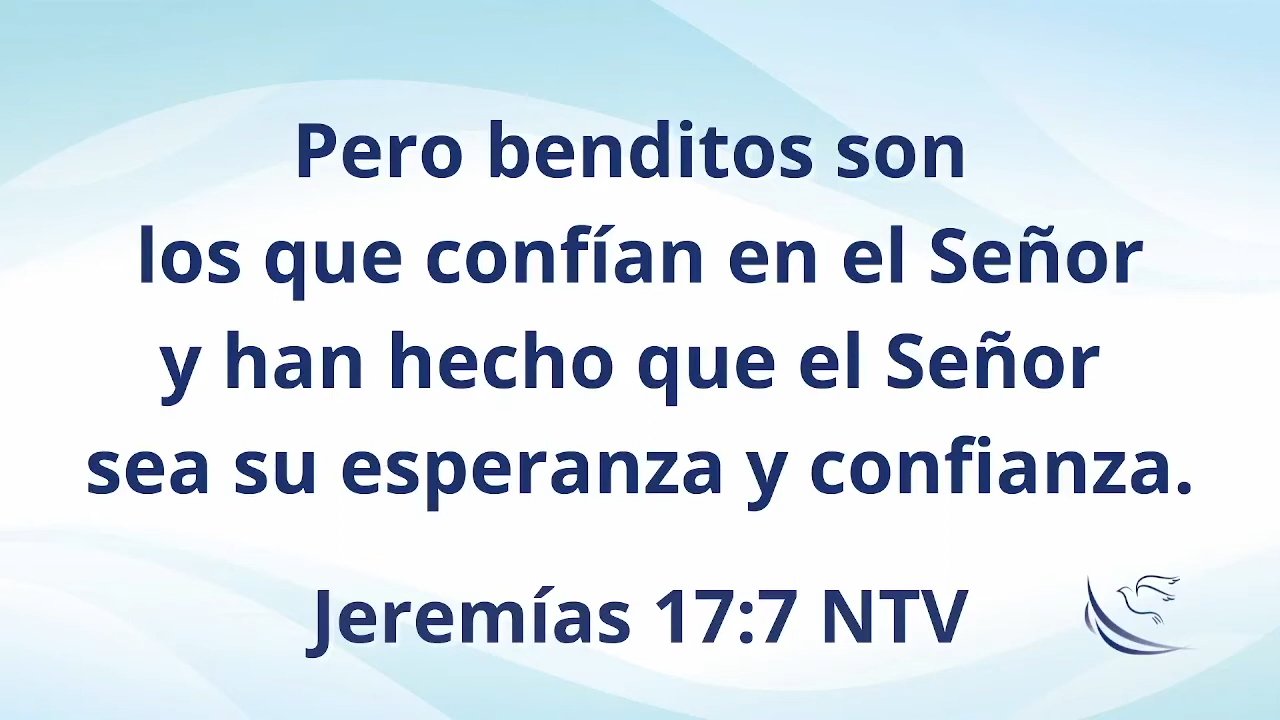 Pero benditos son
los que confían en el Señor
y han hecho que el Señor
sea su esperanza y confianza.
Jeremías 17:7 NTV